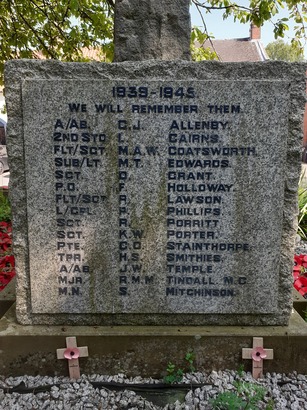 1939-1945.
WE WILL REMEMBER THEM.
A/AB. C.J. ALLENBY.
2ND STD L. CAIRNS.
FLT/SGT M.A.W. COATSWORTH.
SUB/LT. M.T. EDWARDS.
SGT. GRANT.
P.O. F. HOLLOWAY.
FLT/SGT R. LAWSON.
L/CPL. PHILLIPS.
SGT. PORRITT.
SGT. K.W. PORTER.
PTE. STAINTHORPE.
TPR. H.S. SMITHIES.
A/AB. J.W. TEMPLE.
MJR. R.M.M. TINDALL M.C.
M.N. S. MITCHINSON.